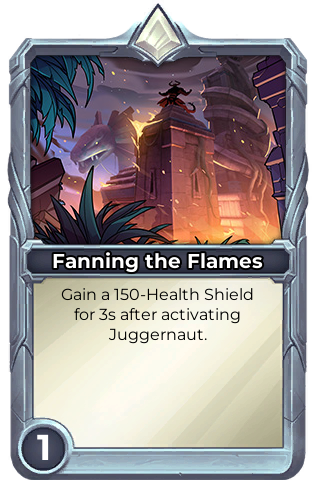 Fanning the Flames
Gain a 150-Health Shield
for 3s after activating
Juggernaut.
1